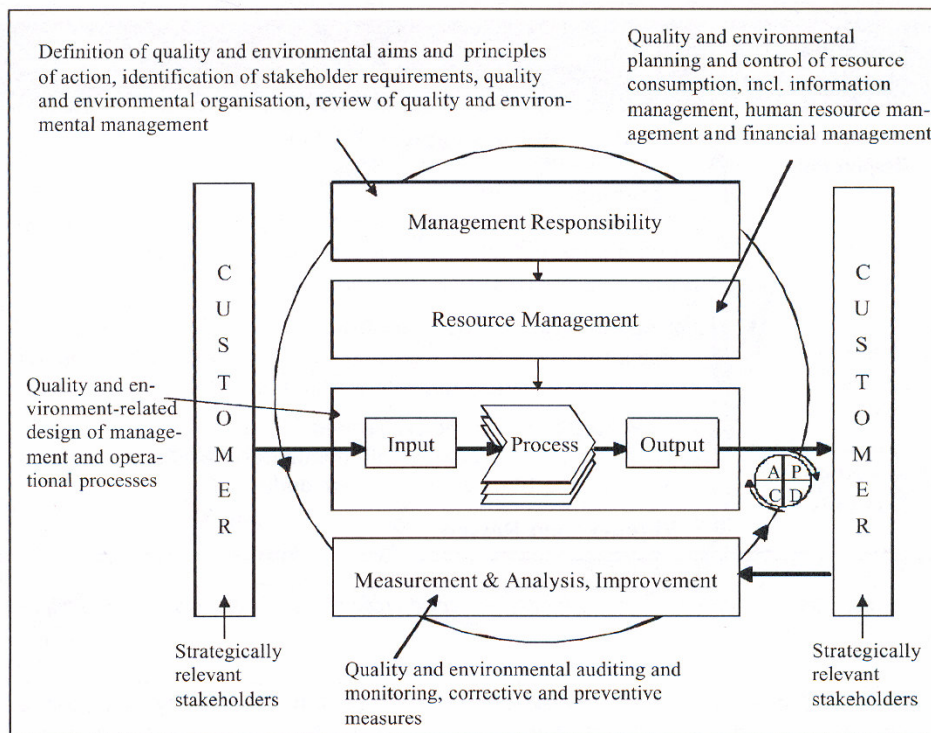 Definition of quality and environmental aims and principles
of action, identification of stakeholder requirements, quality
and environmental organisation, review of quality and environ-
mental management
Quality and environmental
planning and control of resource
consumption, incl. information
management, human resource man-
agement and financial management
Management Responsibility
Resource Management
CUSTOMER
Quality and en-
vironment-related
design of manage-
ment and opera-
tional processes
Input
Process
Output
A P
C D
CUSTOMER
Measurement & Analysis, Improvement
Strategically
relevant
stakeholders
Quality and environmental auditing and
monitoring, corrective and preventive
measures
Strategically
relevant
stakeholders